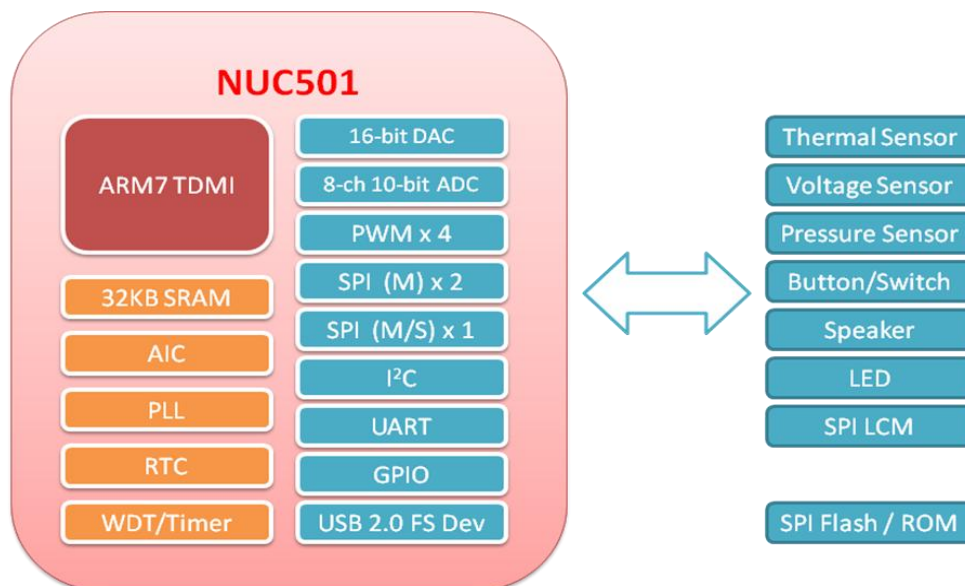 NUC501
ARM7 TDMI
32KB SRAM
AIC
PLL
RTC
WDT/Timer
16-bit DAC
8-ch 10-bit ADC
PWM x 4
SPI (M) x 2
SPI (M/S) x 1
I²C
UART
GPIO
USB 2.0 FS Dev
Thermal Sensor
Voltage Sensor
Pressure Sensor
Button/Switch
Speaker
LED
SPI LCM
SPI Flash / ROM